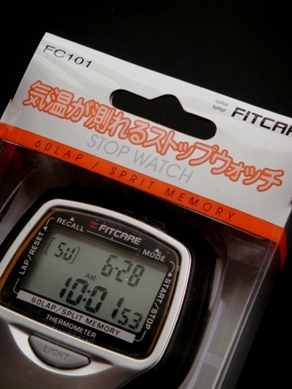 FC101
FITCARE
気温が測れるストップウォッチ
STOP WATCH
60LAP / SPRIT MEMORY
RECALL FITCARE MODE
LAP/RESET
START/STOP
SU 6-28
AM
10:01 53
60LAP/SPLIT MEMORY
THERMOMETER
LIGHT